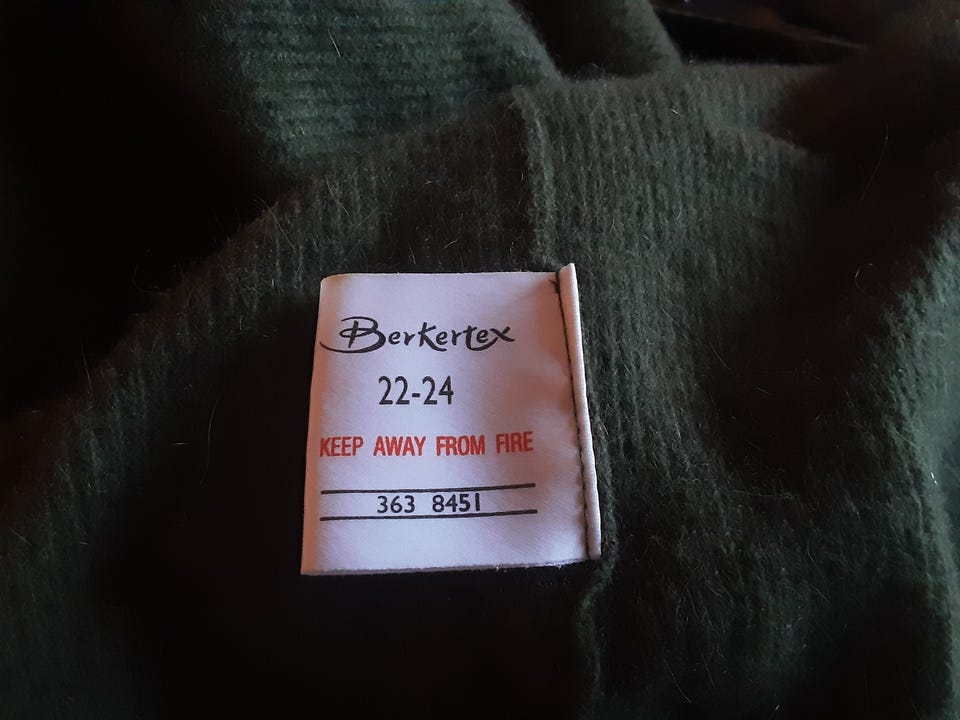 Berkertex
22-24
KEEP AWAY FROM FIRE
363 8451